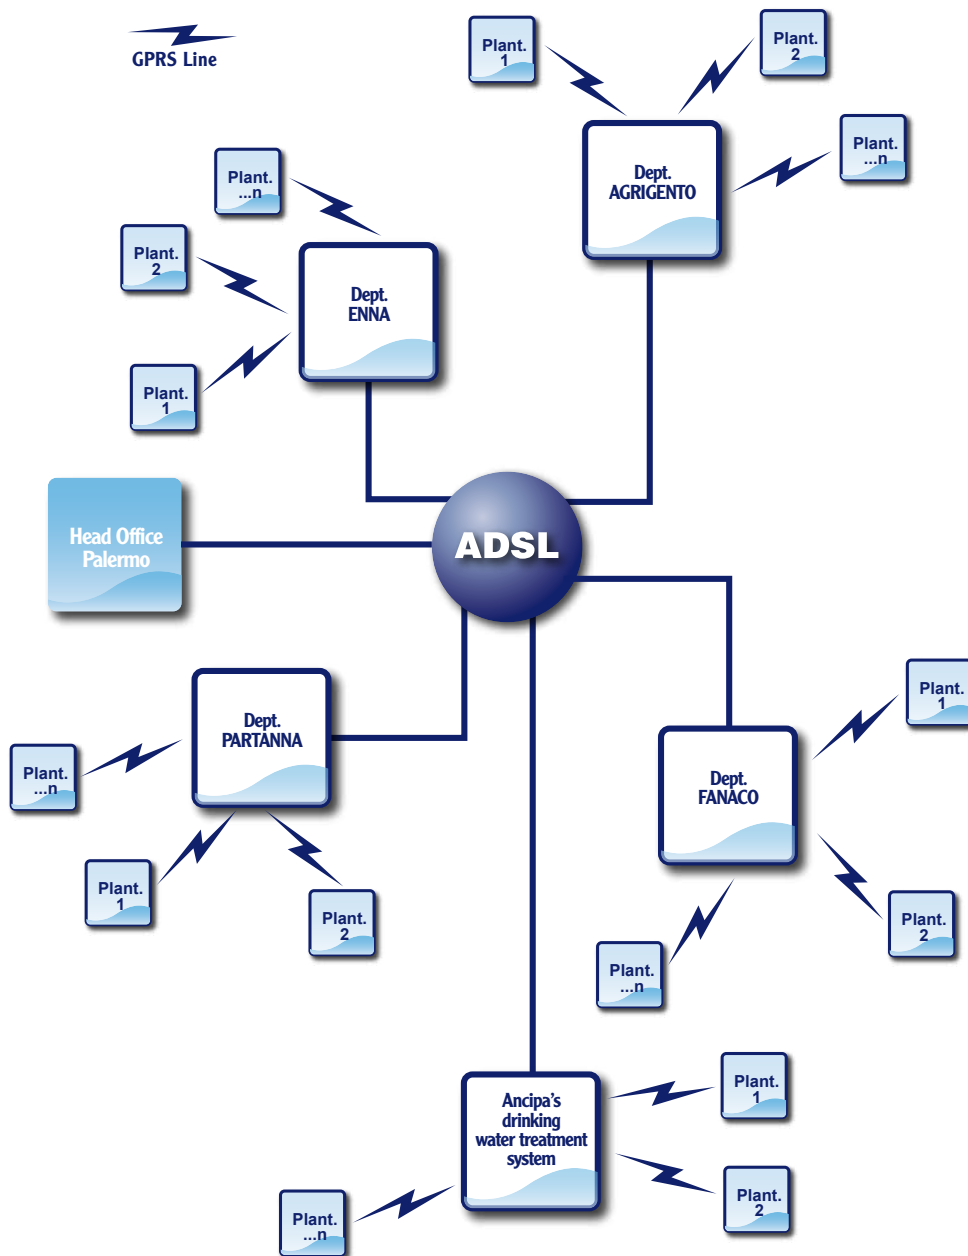 GPRS Line
Plant.
1
Plant.
2
Plant.
...n
Dept.
AGRIGENTO
Plant.
...n
Plant.
2
Plant.
1
Dept.
ENNA
Head Office
Palermo
ADSL
Dept.
PARTANNA
Plant.
...n
Plant.
1
Plant.
2
Dept.
FANACO
Plant.
1
Plant.
2
Plant.
...n
Ancipa's
drinking
water treatment
system
Plant.
1
Plant.
2
Plant.
...n